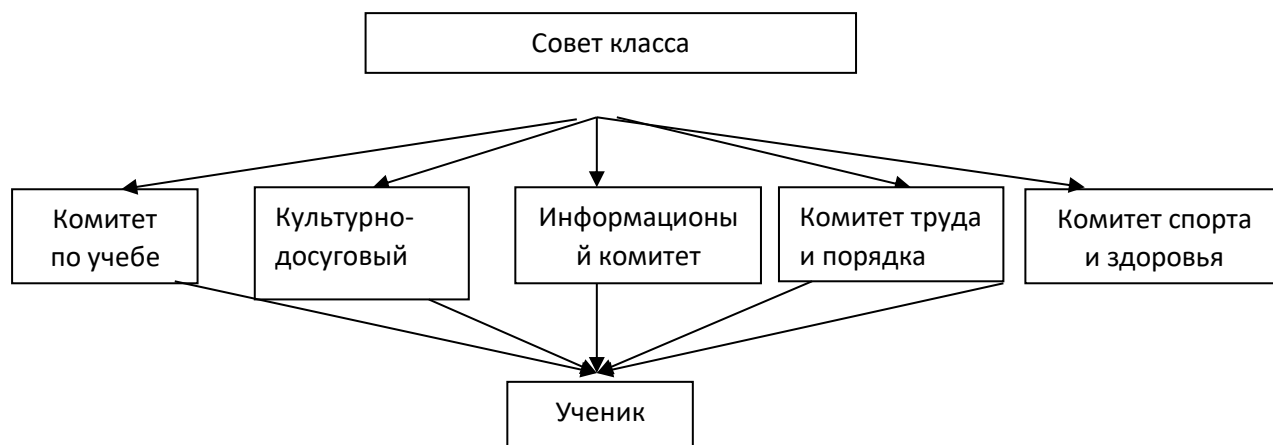 Совет класса
Комитет
по учебе
Культурно-
досуговый
Информационы
й комитет
Комитет труда
и порядка
Комитет спорта
и здоровья
Ученик